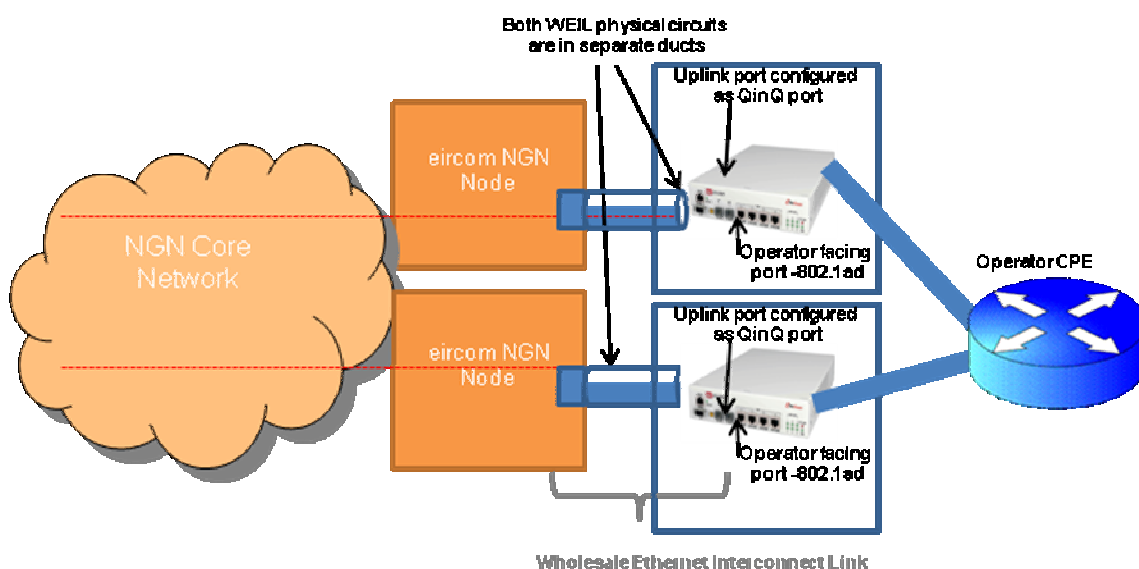 Both WEIL physical circuits
are in separate ducts
Uplink port configured
as QinQ port
eircom NGN
Node
NGN Core
Network
Operator facing
port -802.1ad
Operator CPE
Uplink port configured
as QinQ port
eircom NGN
Node
Operator facing
port -802.1ad
Wholesale Ethernet Interconnect Link